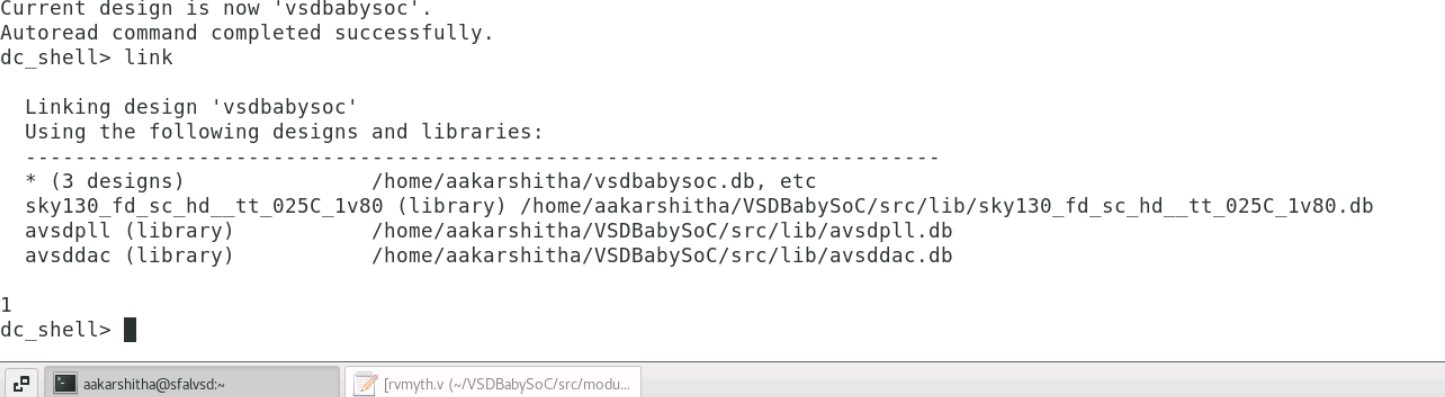 Current design is now 'vsdbabysoc'.
Autoread command completed successfully.
dc_shell> link
Linking design 'vsdbabysoc'
Using the following designs and libraries:
--------------------------------------------------------------------------
* (3 designs) /home/aakarshitha/vsdbabysoc.db, etc
sky130_fd_sc_hd__tt_025C_1v80 (library) /home/aakarshitha/VSDBabySoC/src/lib/sky130_fd_sc_hd__tt_025C_1v80.db
avsdpll (library) /home/aakarshitha/VSDBabySoC/src/lib/avsdpll.db
avsddac (library) /home/aakarshitha/VSDBabySoC/src/lib/avsddac.db
1
dc_shell>
aakarshitha@sfalvsd:~ [rvmyth.v (~/VSDBabySoC/src/modu...